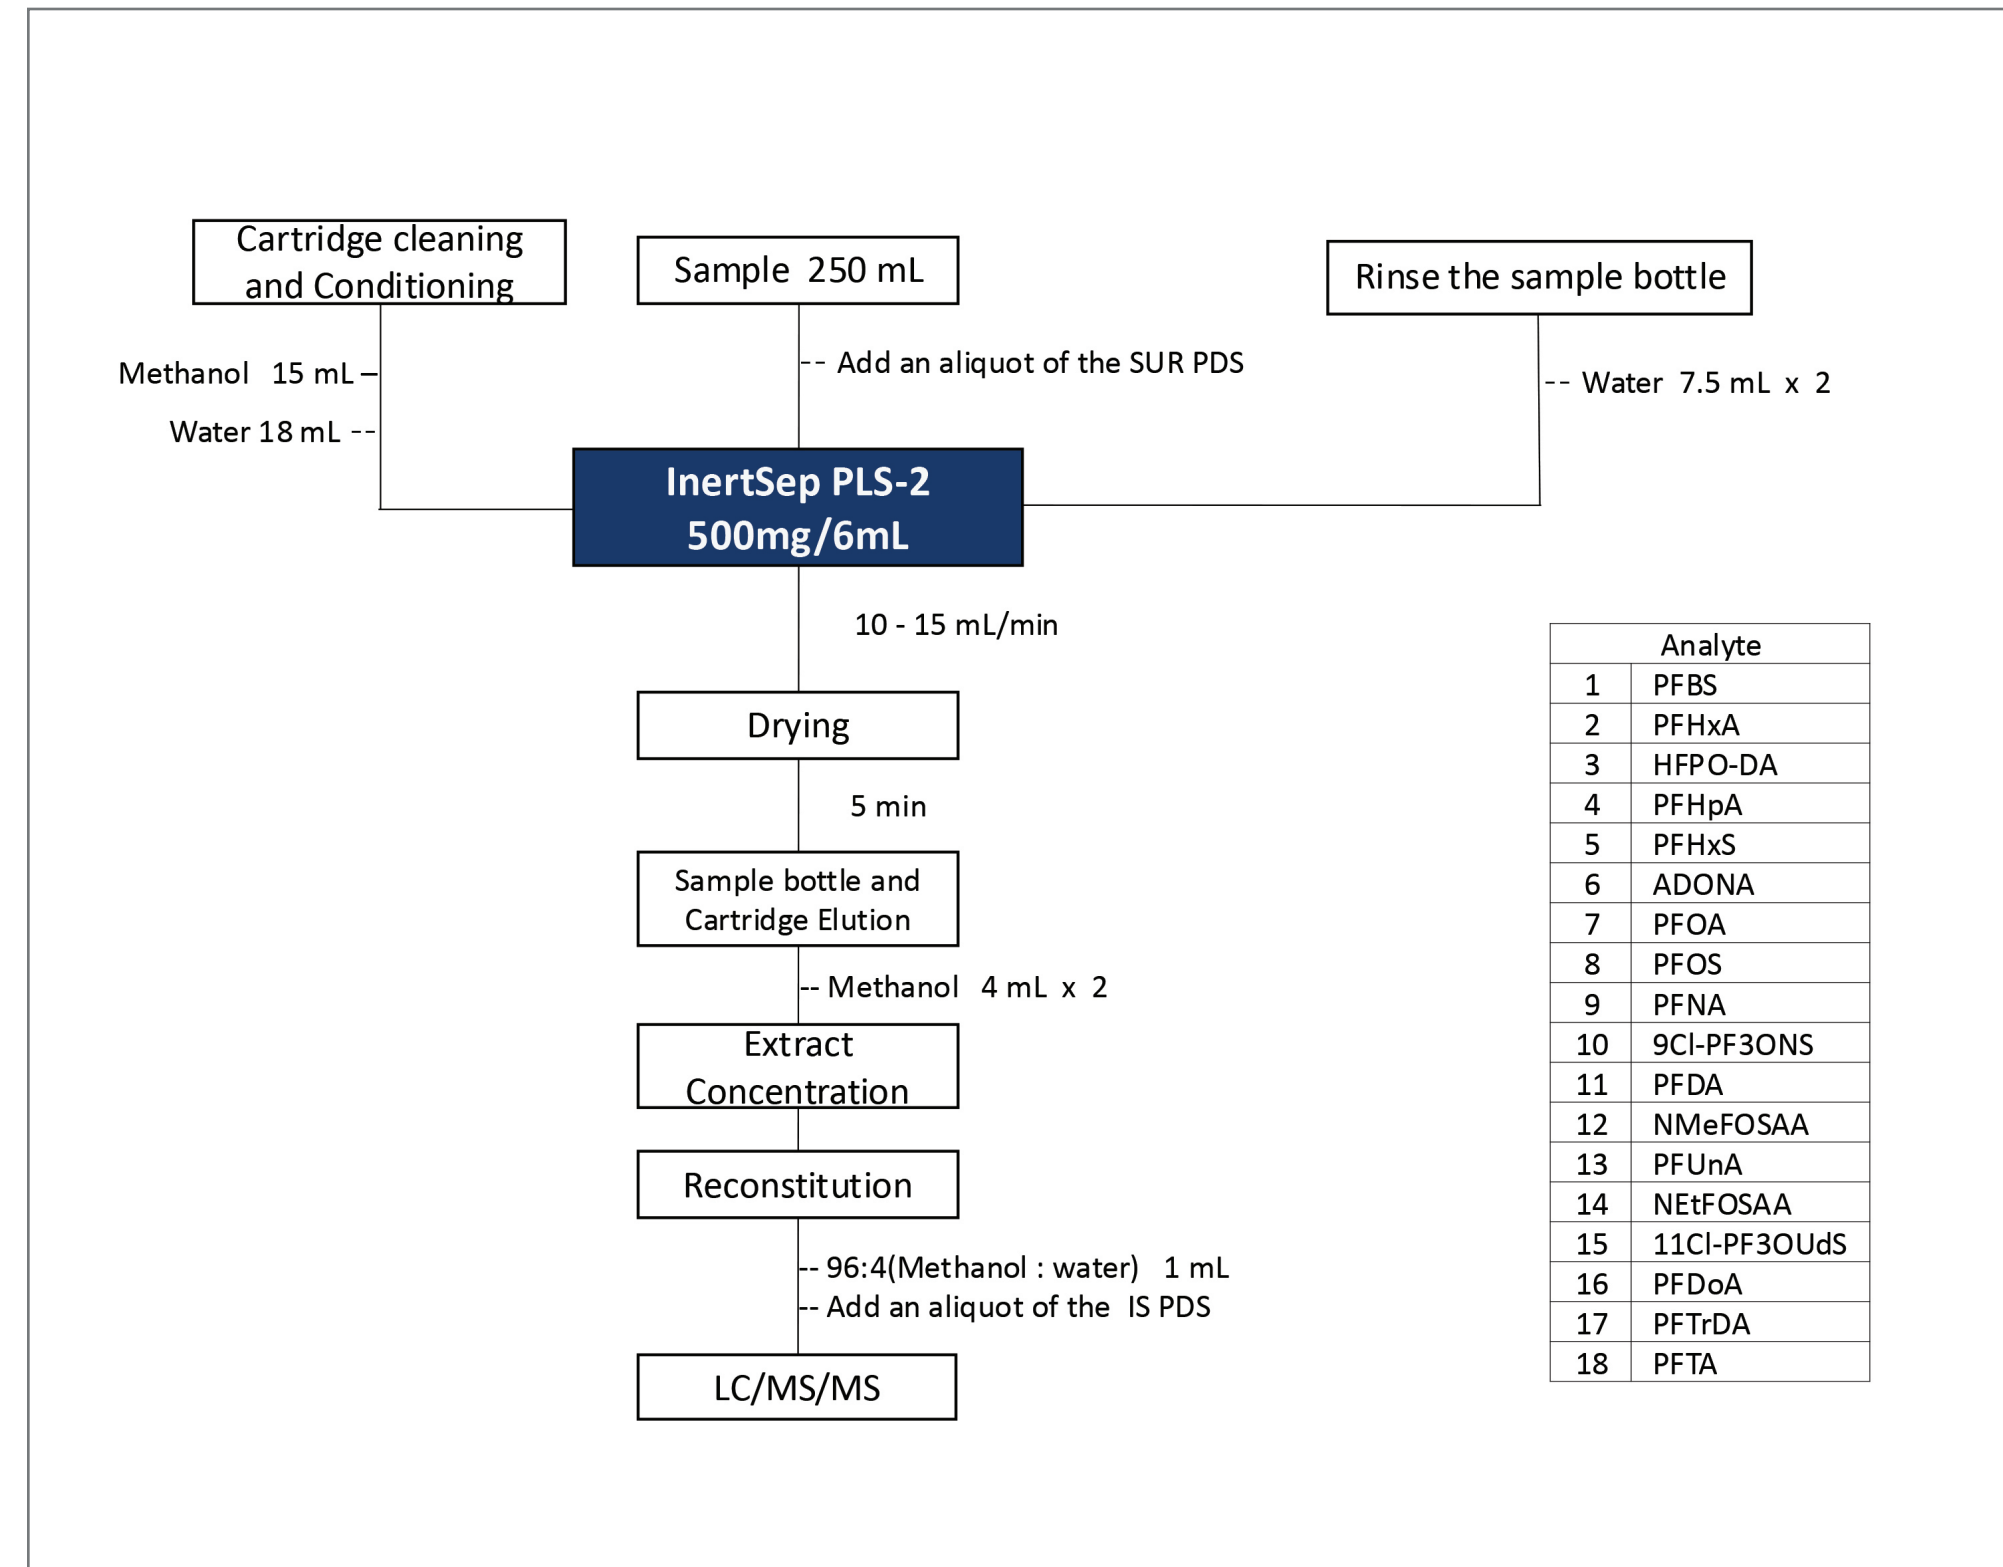 Cartridge cleaning
and Conditioning
Sample 250 mL
Rinse the sample bottle
Methanol 15 mL
Water 18 mL --
-- Add an aliquot of the SUR PDS
-- Water 7.5 mL x 2
InertSep PLS-2
500mg/6mL
10 - 15 mL/min
Drying
5 min
Sample bottle and
Cartridge Elution
-- Methanol 4 mL x 2
Extract
Concentration
Reconstitution
-- 96:4(Methanol : water) 1 mL
-- Add an aliquot of the IS PDS
LC/MS/MS
Analyte
1 PFBS
2 PFHxA
3 HFPO-DA
4 PFHpA
5 PFHxS
6 ADONA
7 PFOA
8 PFOS
9 PFNA
10 9Cl-PF3ONS
11 PFDA
12 NMeFOSAA
13 PFUnA
14 NEtFOSAA
15 11Cl-PF3OUdS
16 PFDoA
17 PFTrDA
18 PFTA